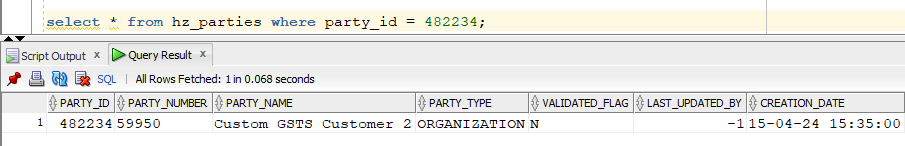 select * from hz_parties where party_id = 482234;
Script Output x Query Result x
SQL | All Rows Fetched: 1 in 0.068 seconds
PARTY_ID PARTY_NUMBER PARTY_NAME PARTY_TYPE VALIDATED_FLAG LAST_UPDATED_BY CREATION_DATE
1 482234 59950 Custom GSTS Customer 2 ORGANIZATION N -1 15-04-24 15:35:00